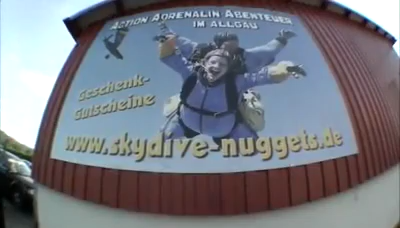 Action Adrenalin Abenteuer
im Allgäu
Geschenk-
Gutscheine
www.skydive-nuggets.de